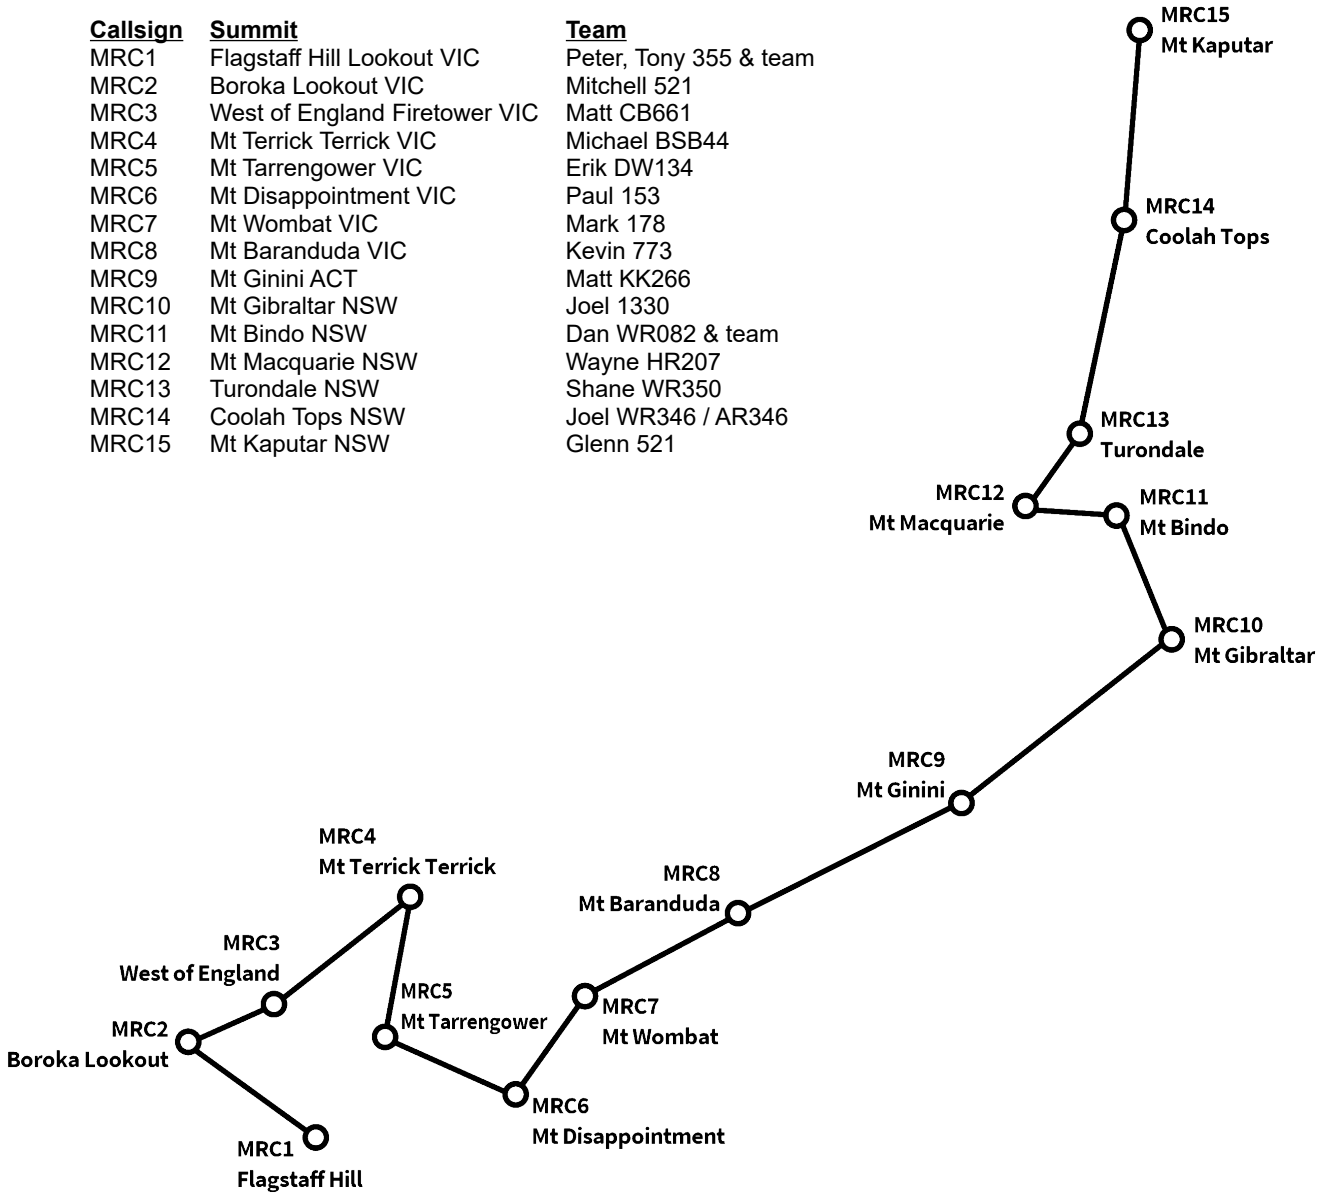 Callsign Summit Team
MRC1 Flagstaff Hill Lookout VIC Peter, Tony 355 & team
MRC2 Boroka Lookout VIC Mitchell 521
MRC3 West of England Firetower VIC Matt CB661
MRC4 Mt Terrick Terrick VIC Michael BSB44
MRC5 Mt Tarrengower VIC Erik DW134
MRC6 Mt Disappointment VIC Paul 153
MRC7 Mt Wombat VIC Mark 178
MRC8 Mt Baranduda VIC Kevin 773
MRC9 Mt Ginini ACT Matt KK266
MRC10 Mt Gibraltar NSW Joel 1330
MRC11 Mt Bindo NSW Dan WR082 & team
MRC12 Mt Macquarie NSW Wayne HR207
MRC13 Turondale NSW Shane WR350
MRC14 Coolah Tops NSW Joel WR346 / AR346
MRC15 Mt Kaputar NSW Glenn 521
MRC15
Mt Kaputar
MRC14
Coolah Tops
MRC13
Turondale
MRC12
Mt Macquarie
MRC11
Mt Bindo
MRC10
Mt Gibraltar
MRC9
Mt Ginini
MRC4
Mt Terrick Terrick
MRC8
Mt Baranduda
MRC3
West of England
MRC5
Mt Tarrengower
MRC7
Mt Wombat
MRC2
Boroka Lookout
MRC6
Mt Disappointment
MRC1
Flagstaff Hill